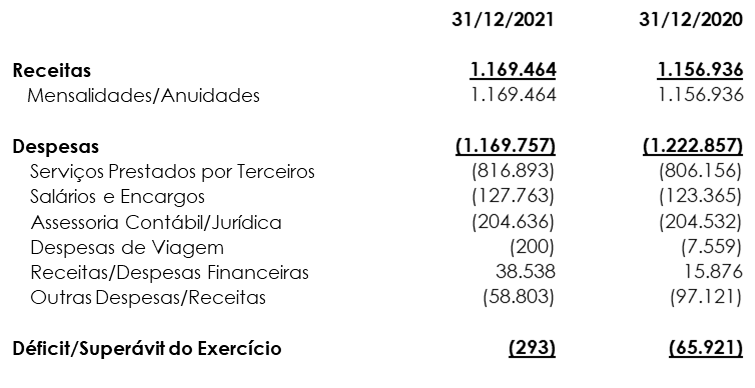 31/12/2021 31/12/2020
Receitas 1.169.464 1.156.936
Mensalidades/Anuidades 1.169.464 1.156.936
Despesas (1.169.757) (1.222.857)
Serviços Prestados por Terceiros (816.893) (806.156)
Salários e Encargos (127.763) (123.365)
Assessoria Contábil/Jurídica (204.636) (204.532)
Despesas de Viagem (200) (7.559)
Receitas/Despesas Financeiras 38.538 15.876
Outras Despesas/Receitas (58.803) (97.121)
Déficit/Superávit do Exercício (293) (65.921)